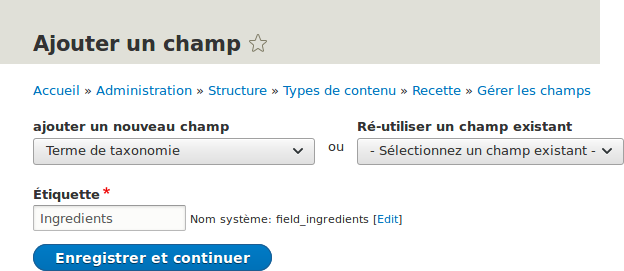 Ajouter un champ
Accueil » Administration » Structure » Types de contenu » Recette » Gérer les champs
ajouter un nouveau champ
Terme de taxonomie
ou
Ré-utiliser un champ existant
- Sélectionnez un champ existant -
Étiquette *
Ingredients
Nom système: field_ingredients [Edit]
Enregistrer et continuer